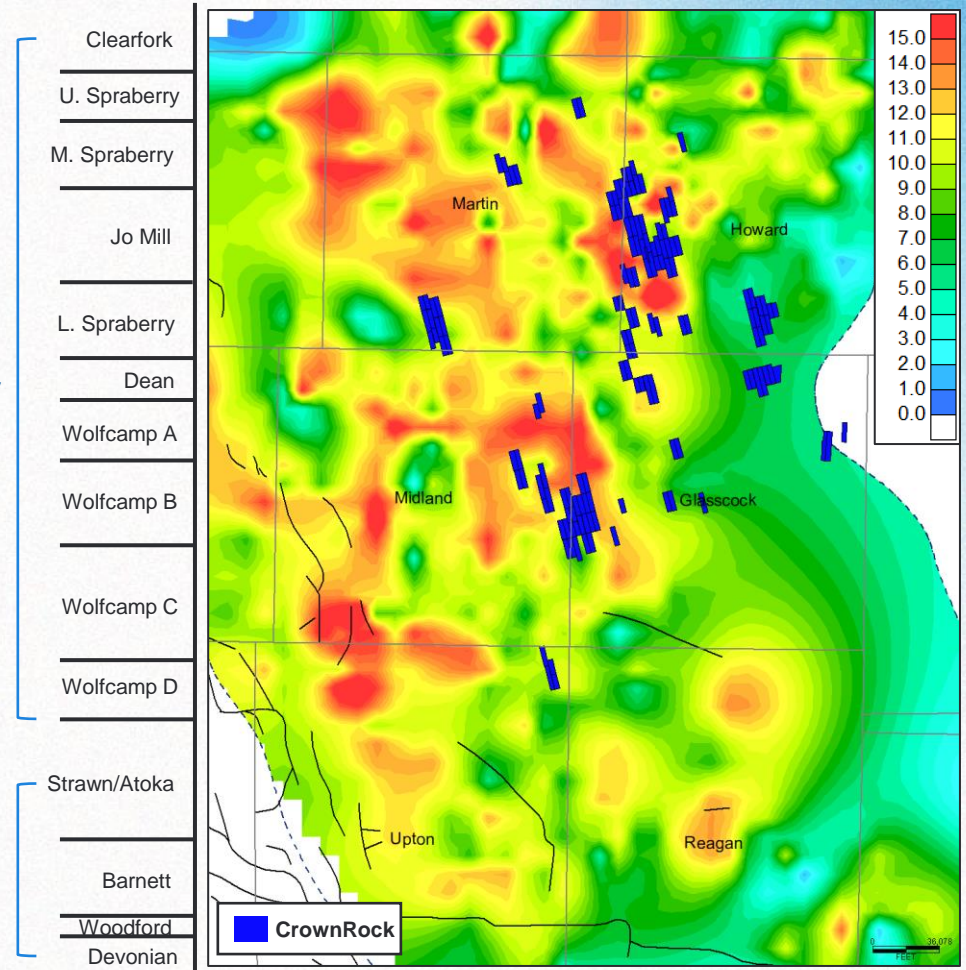 Clearfork
U. Spraberry
M. Spraberry
Jo Mill
L. Spraberry
Dean
Wolfcamp A
Wolfcamp B
Wolfcamp C
Wolfcamp D
Strawn/Atoka
Barnett
Woodford
Devonian
Martin
Howard
Midland
Glasscock
Upton
Reagan
15.0
14.0
13.0
12.0
11.0
10.0
9.0
8.0
7.0
6.0
5.0
4.0
3.0
2.0
1.0
0.0
CrownRock
0 36,078
FEET